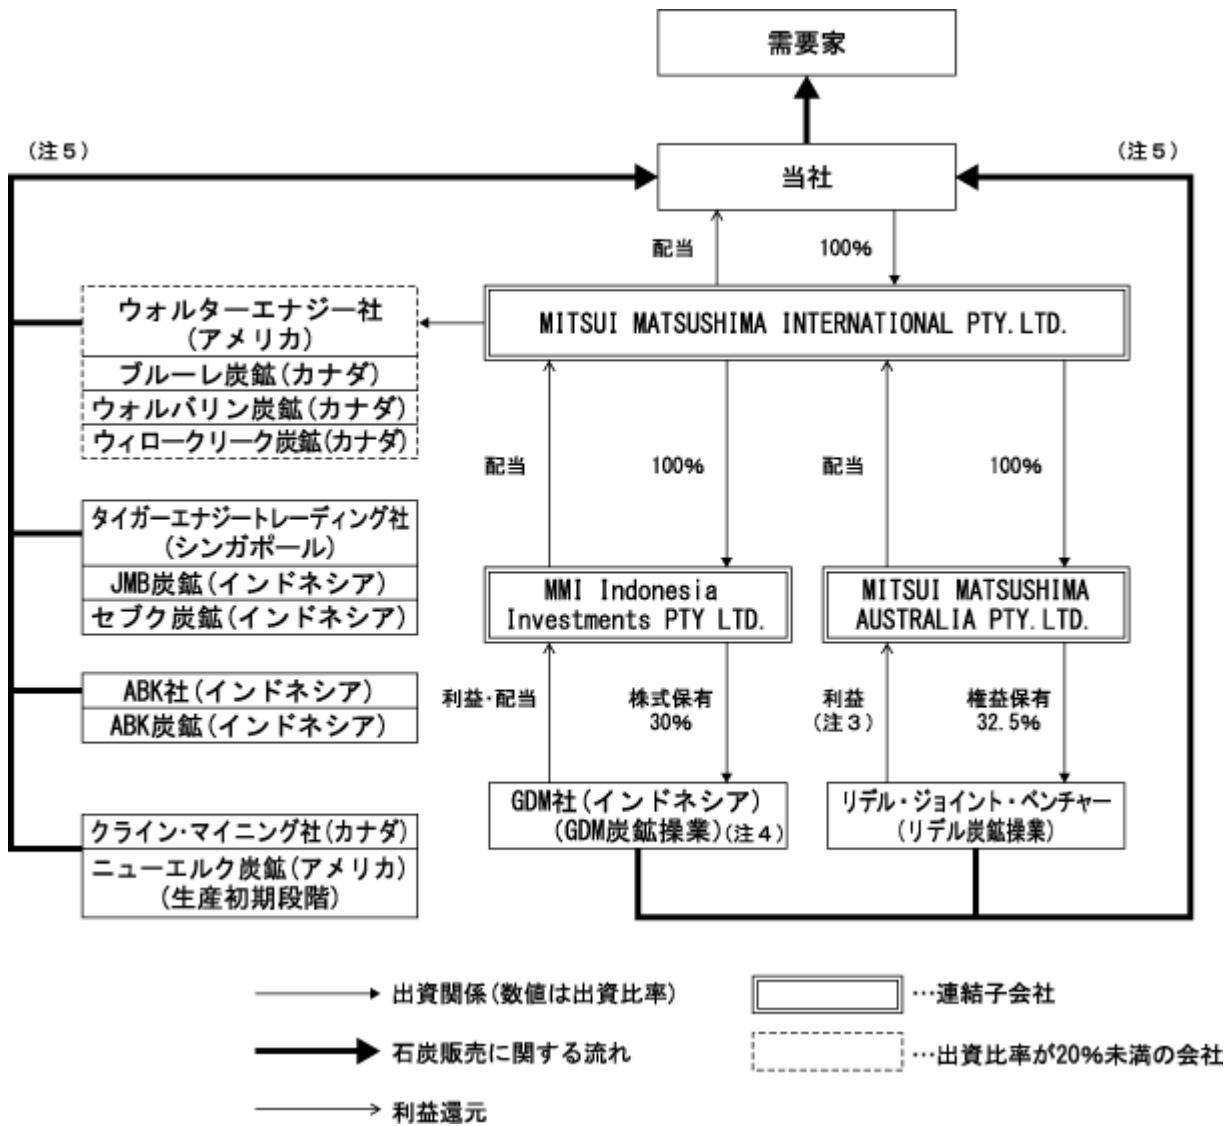 需要家
(注5)
(注5)
当社
配当
100%
ウォルターエナジー社
(アメリカ)
ブルーレ炭鉱(カナダ)
ウォルバリン炭鉱(カナダ)
ウィロークリーク炭鉱(カナダ)
MITSUI MATSUSHIMA INTERNATIONAL PTY.LTD.
配当
100%
配当
100%
タイガーエナジートレーディング社
(シンガポール)
JMB炭鉱(インドネシア)
セブク炭鉱(インドネシア)
MMI Indonesia
Investments PTY LTD.
MITSUI MATSUSHIMA
AUSTRALIA PTY.LTD.
ABK社(インドネシア)
ABK炭鉱(インドネシア)
利益・配当
株式保有
30%
利益
(注3)
権益保有
32.5%
クライン・マイニング社(カナダ)
ニューエルク炭鉱(アメリカ)
(生産初期段階)
GDM社(インドネシア)
(GDM炭鉱操業)(注4)
リデル・ジョイント・ベンチャー
(リデル炭鉱操業)
出資関係(数値は出資比率)
…連結子会社
石炭販売に関する流れ
…出資比率が20%未満の会社
利益還元